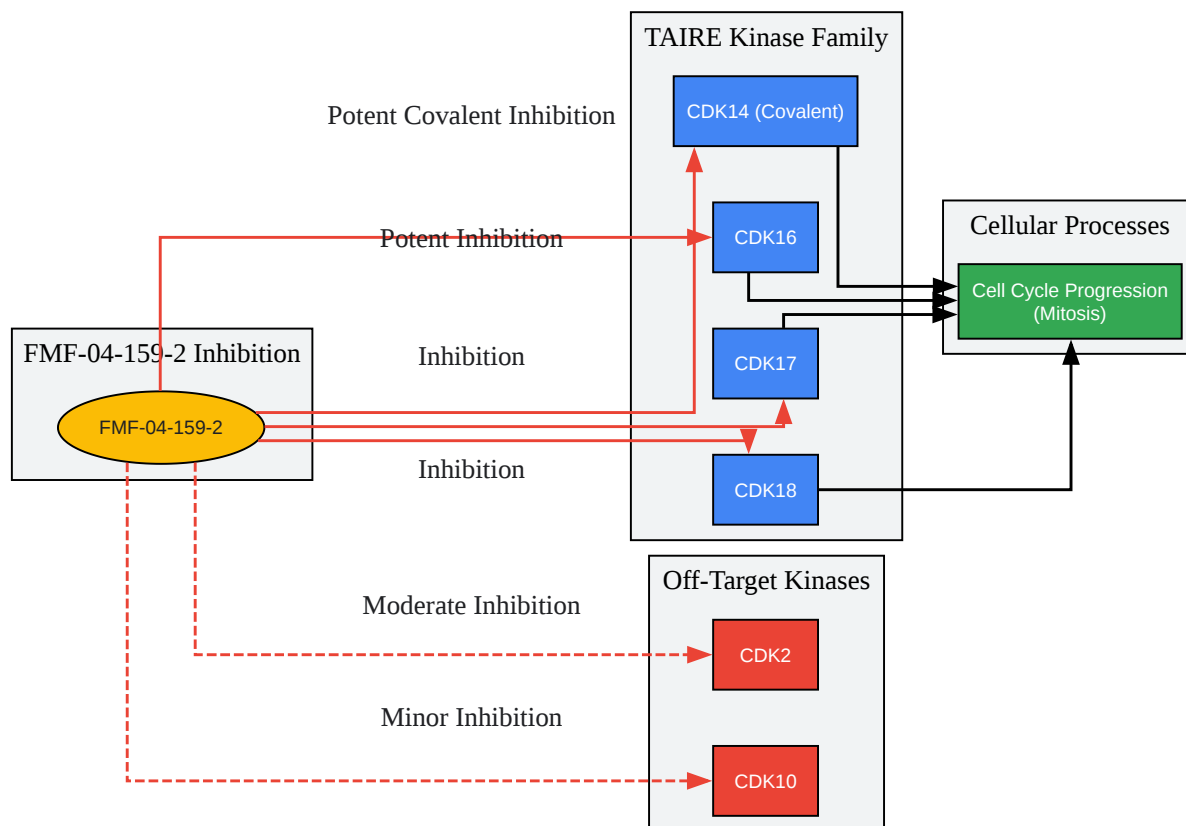 TAIRE Kinase Family
CDK14 (Covalent)
Potent Covalent Inhibition
CDK16
Potent Inhibition
Cellular Processes
Cell Cycle Progression
(Mitosis)
FMF-04-159-2 Inhibition
Inhibition
CDK17
FMF-04-159-2
Inhibition
CDK18
Off-Target Kinases
Moderate Inhibition
CDK2
Minor Inhibition
CDK10